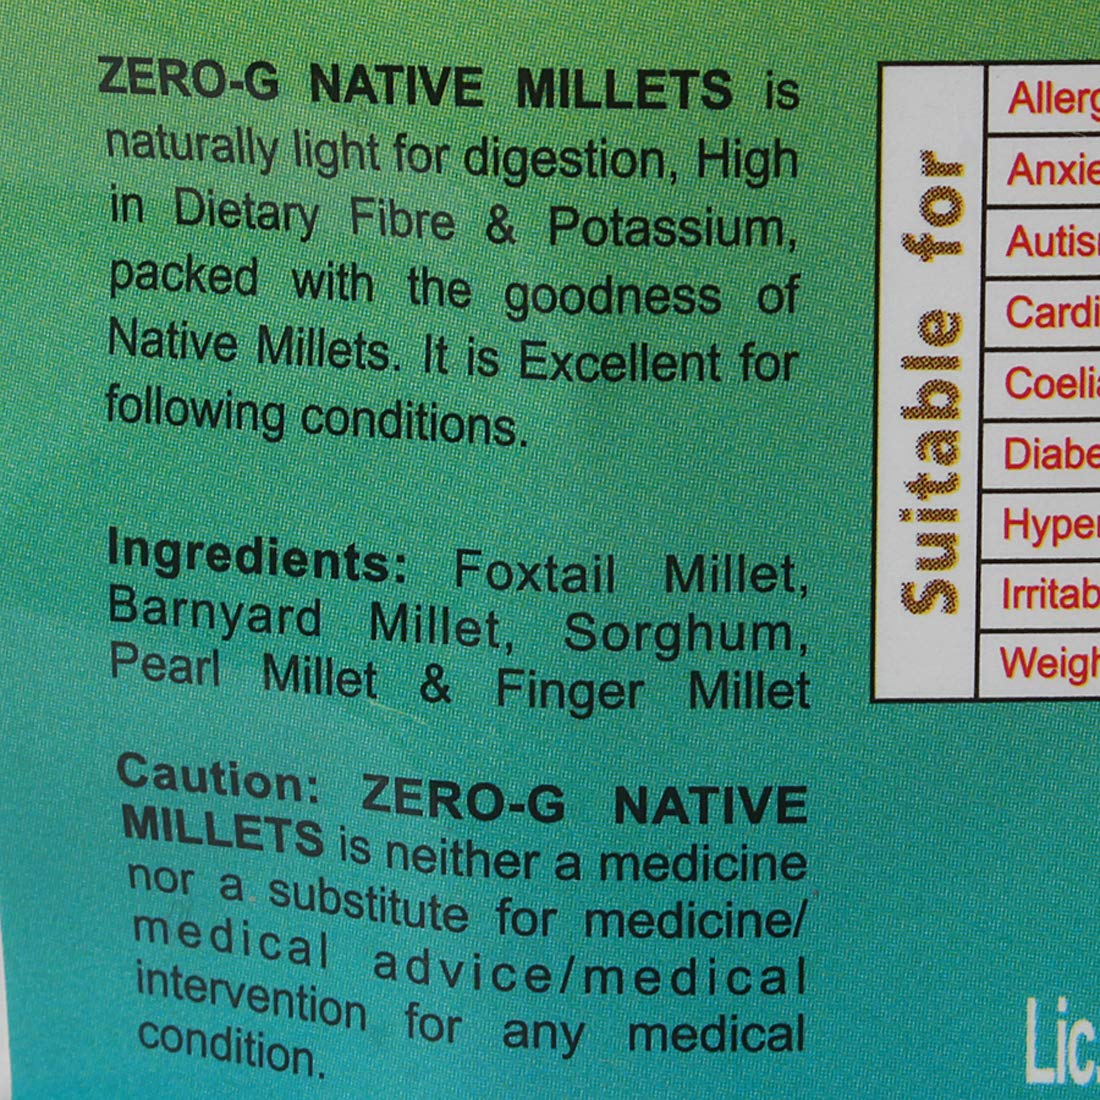 ZERO-G NATIVE MILLETS is
naturally light for digestion, High
in Dietary Fibre & Potassium,
packed with the goodness of
Native Millets. It is Excellent for
following conditions.
Ingredients: Foxtail Millet,
Barnyard Millet, Sorghum,
Pearl Millet & Finger Millet
Caution: ZERO-G NATIVE
MILLETS is neither a medicine
nor a substitute for medicine/
medical advice/medical
intervention for any medical
condition.
Suitable for
Allerg
Anxie
Autis
Cardi
Coeli
Diabe
Hyper
Irritab
Weigh
Lic.